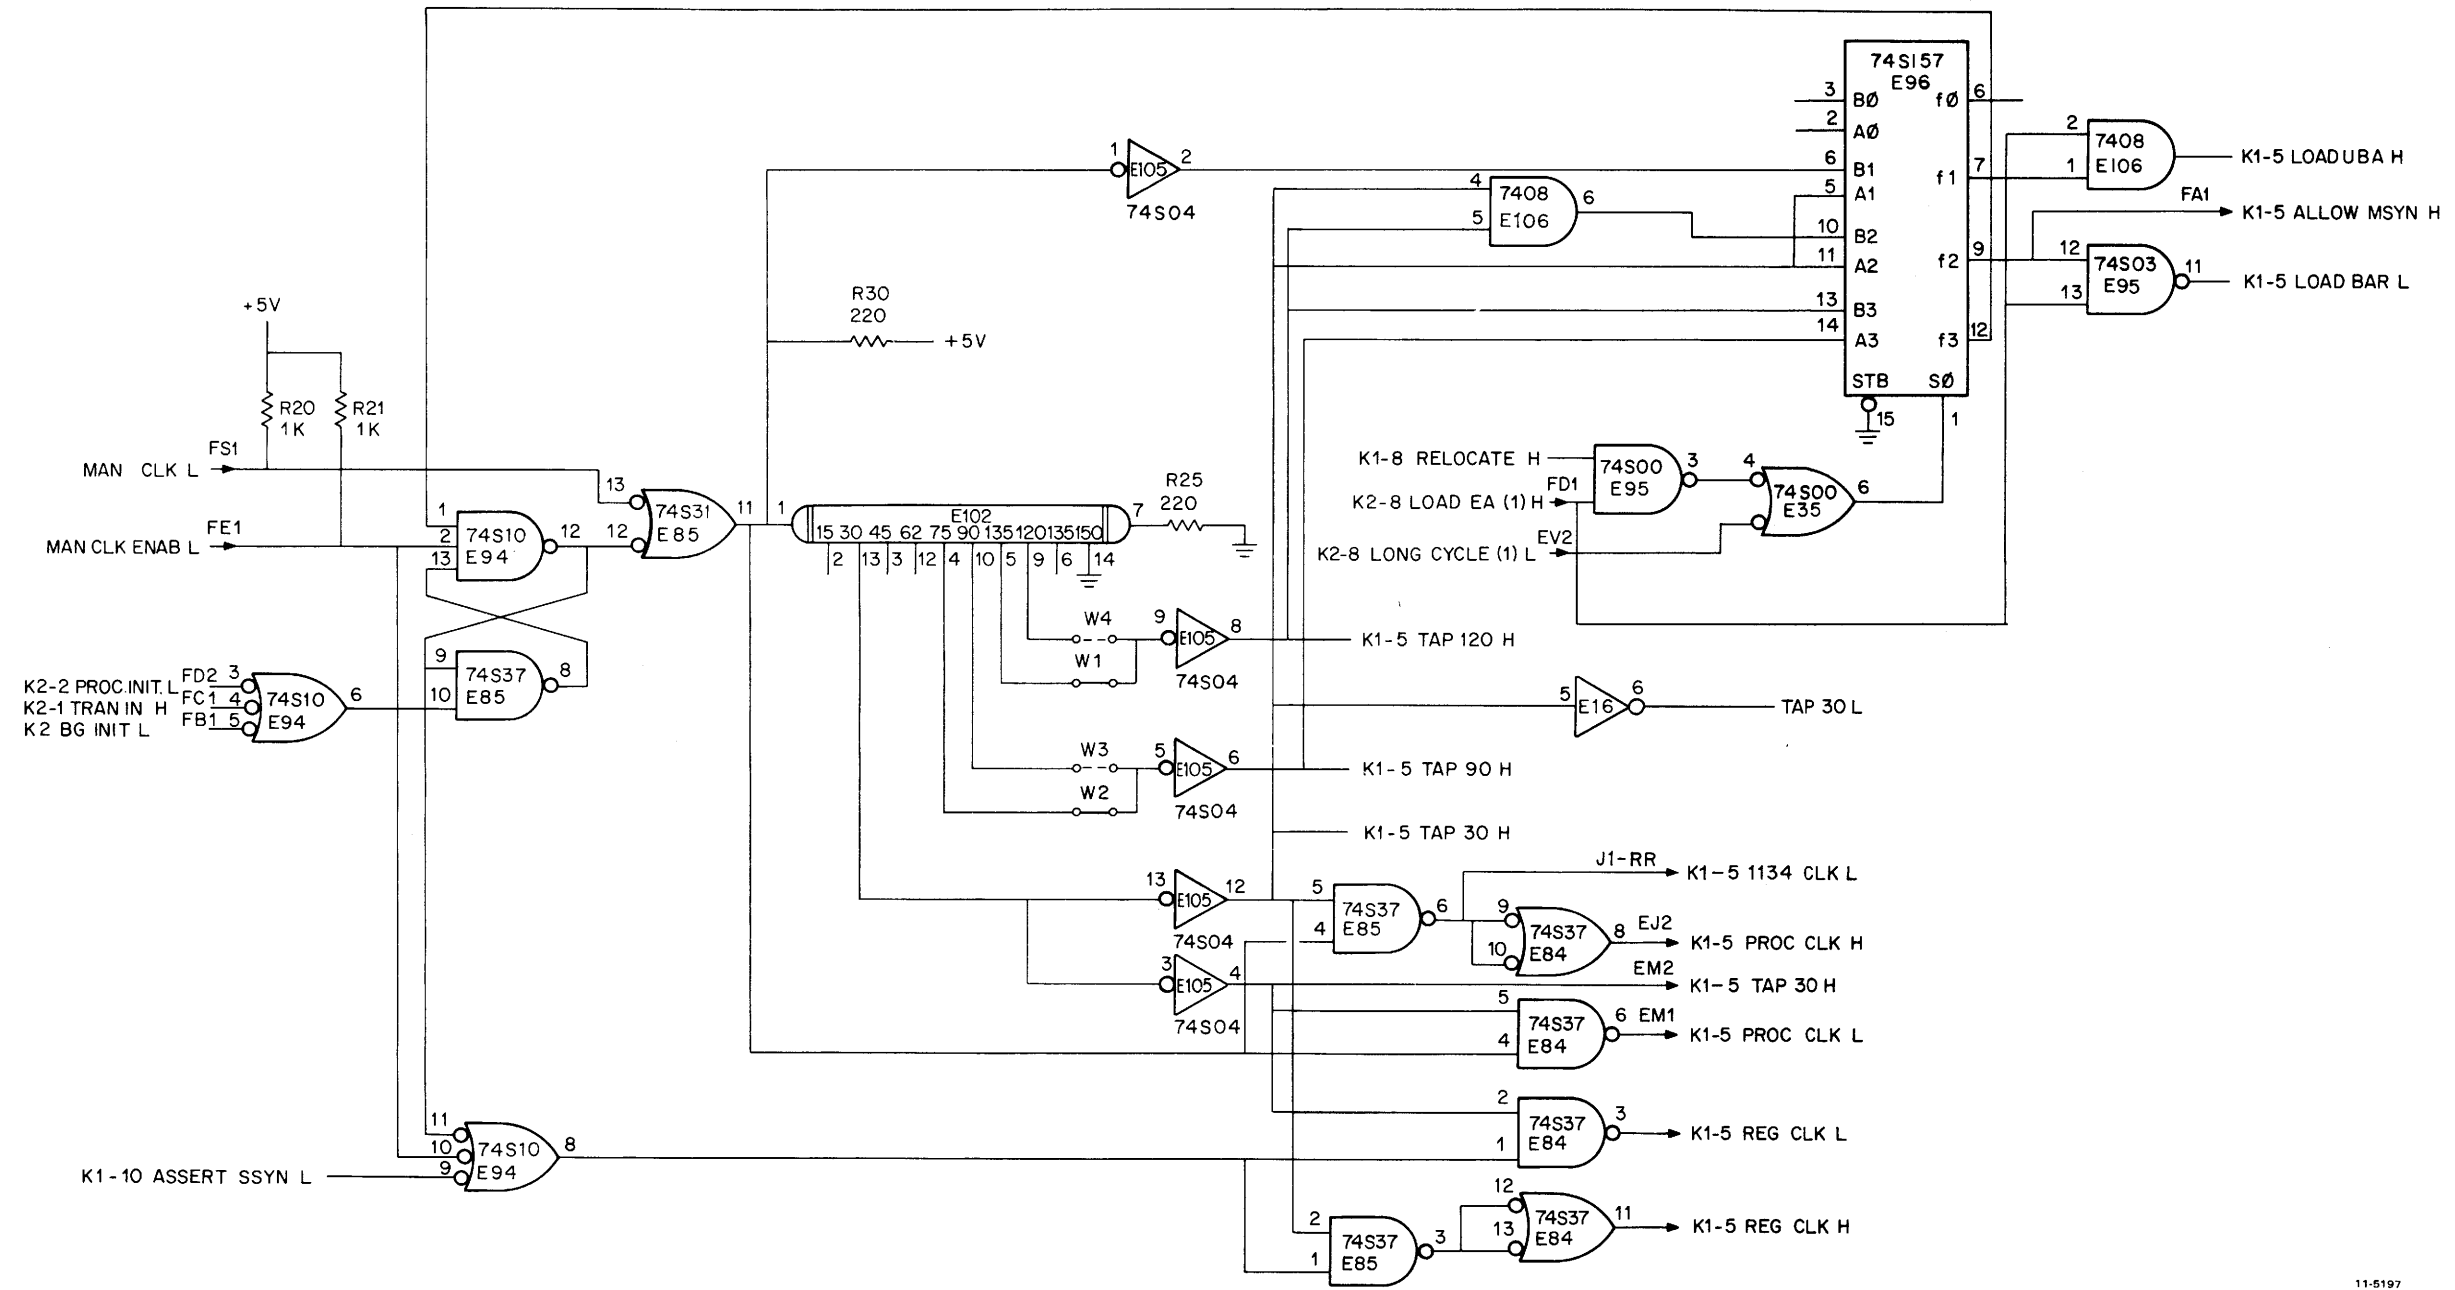 74S157
E96
3
BØ
fØ
6
2
AØ
6
B1
f1
7
5
A1
10
B2
11
A2
f2
9
13
B3
14
A3
f3
12
STB
SØ
15
1
2
7408
1
E106
K1-5 LOADUBA H
FA1
K1-5 ALLOW MSYN H
12
74S03
13
E95
11
K1-5 LOAD BAR L
1
E105
2
74S04
4
7408
5
E106
6
R30
220
+5V
+5V
R20
1K
R21
1K
MAN CLK L
FS1
MAN CLK ENAB L
FE1
1
2
13
74S10
E94
12
13
12
74S31
E85
11
1
E102
15 30 45 62 75 90 135 120 135 150
2 13 3 12 4 10 5 9 6 14
7
R25
220
K1-8 RELOCATE H
K2-8 LOAD EA (1) H
FD1
74S00
E95
3
4
74S00
E35
6
K2-8 LONG CYCLE (1) L
EV2
K2-2 PROC.INIT. L
FD2
3
K2-1 TRAN IN H
FC1
4
K2 BG INIT L
FB1
5
74S10
E94
6
9
10
74S37
E85
8
W4
W1
9
E105
8
74S04
K1-5 TAP 120 H
5
E16
6
TAP 30 L
W3
W2
5
E105
6
74S04
K1-5 TAP 90 H
K1-5 TAP 30 H
13
E105
12
74S04
5
4
74S37
E85
6
J1-RR
K1-5 1134 CLK L
9
10
74S37
E84
8
EJ2
K1-5 PROC CLK H
3
E105
4
74S04
EM2
K1-5 TAP 30 H
5
4
74S37
E84
6
EM1
K1-5 PROC CLK L
2
1
74S37
E84
3
K1-5 REG CLK L
K1-10 ASSERT SSYN L
11
10
9
74S10
E94
8
2
1
74S37
E85
3
12
13
74S37
E84
11
K1-5 REG CLK H
11-5197